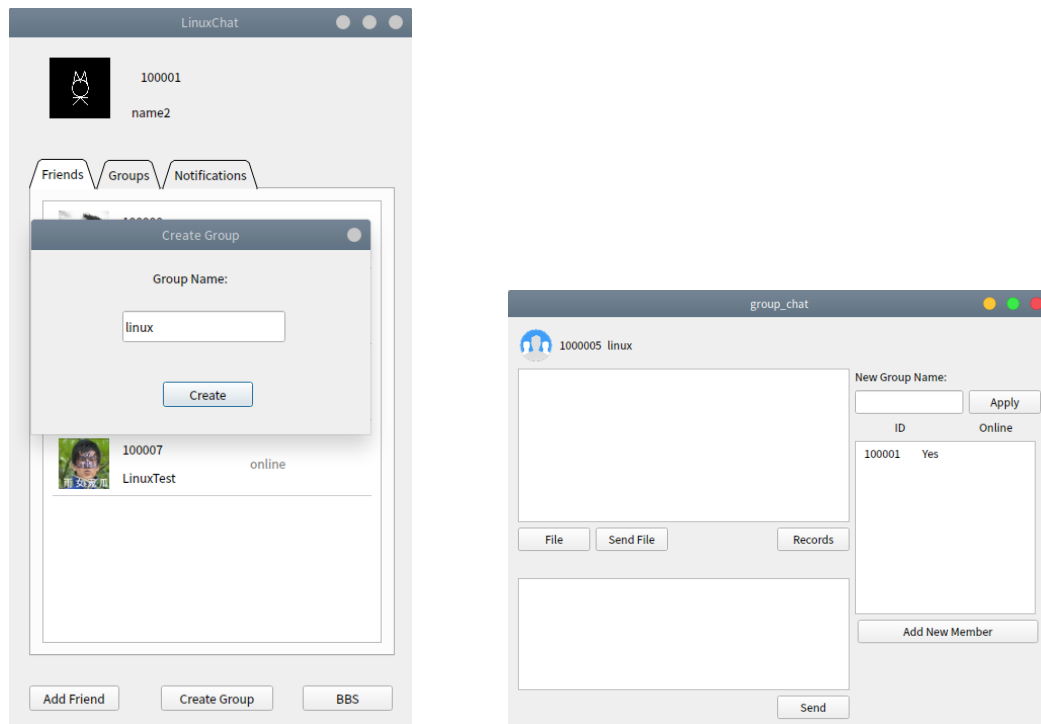 LinuxChat
100001
name2
Friends
Groups
Notifications
Create Group
Group Name:
linux
Create
100007
online
LinuxTest
Add Friend
Create Group
BBS
group_chat
1000005 linux
New Group Name:
Apply
ID
Online
100001
Yes
File
Send File
Records
Add New Member
Send